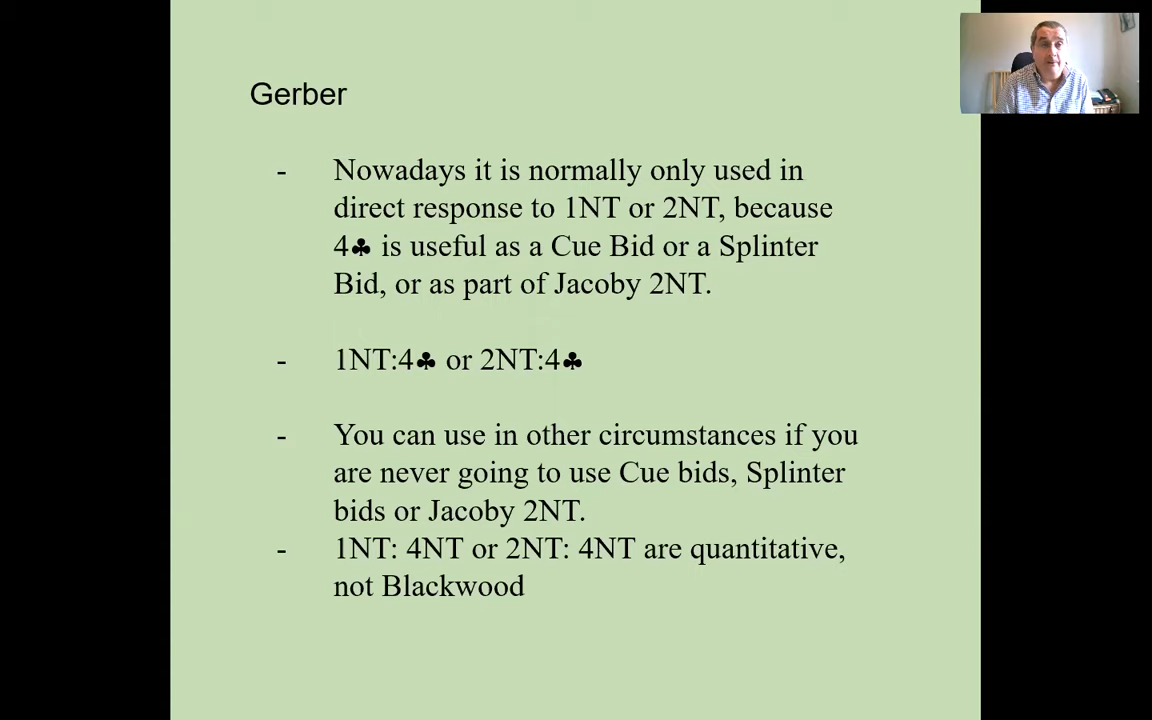 Gerber
- Nowadays it is normally only used in
direct response to 1NT or 2NT, because
4♣ is useful as a Cue Bid or a Splinter
Bid, or as part of Jacoby 2NT.
- 1NT:4♣ or 2NT:4♣
- You can use in other circumstances if you
are never going to use Cue bids, Splinter
bids or Jacoby 2NT.
- 1NT: 4NT or 2NT: 4NT are quantitative,
not Blackwood